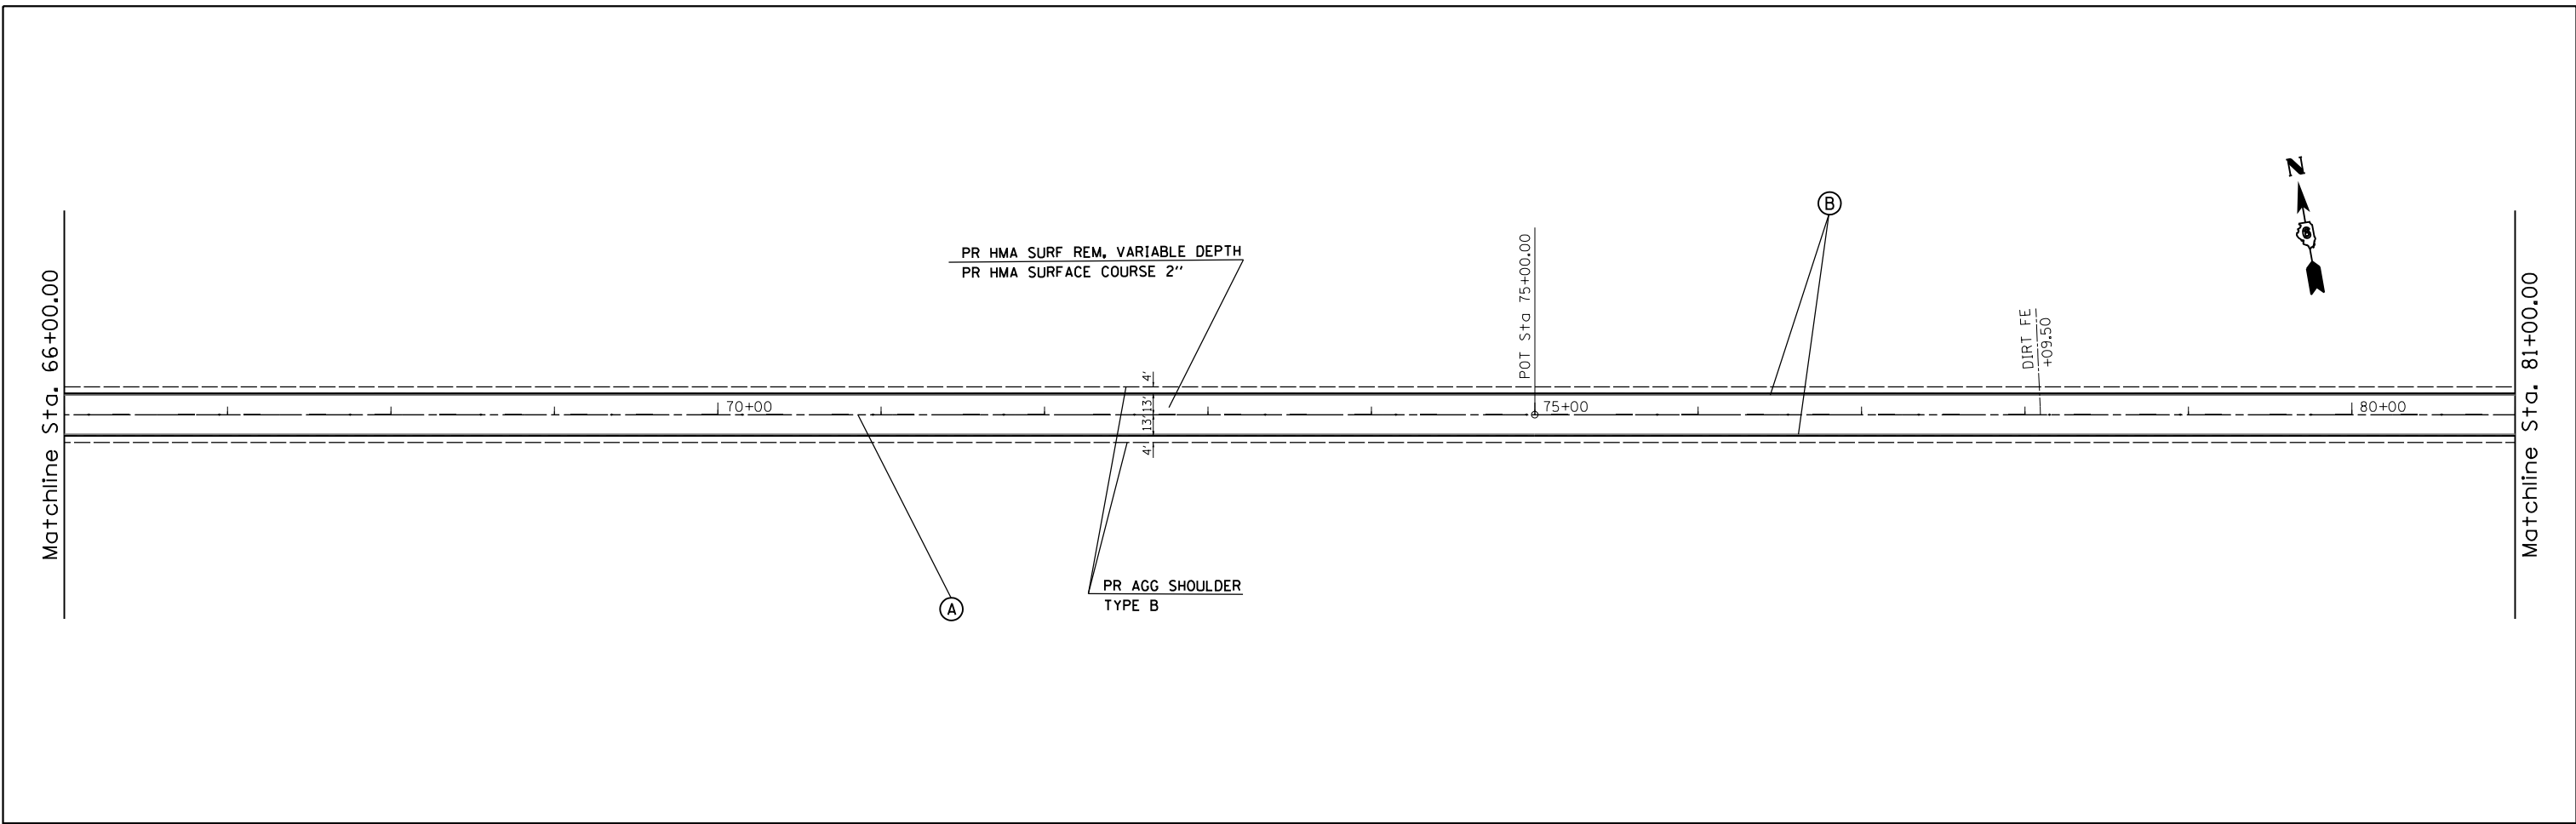 N
6
B
PR HMA SURF REM, VARIABLE DEPTH
PR HMA SURFACE COURSE 2''
POT Sta 75+00.00
DIRT FE
+09.50
Matchline Sta. 66+00.00
Matchline Sta. 81+00.00
4'
13'
13'
4'
70+00
75+00
80+00
PR AGG SHOULDER
TYPE B
A